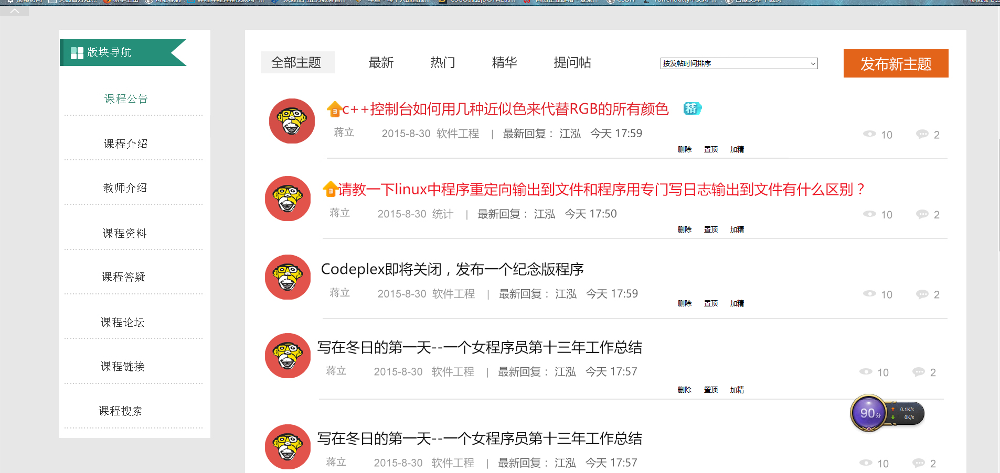 版块导航
课程公告
课程介绍
教师介绍
课程资料
课程答疑
课程论坛
课程链接
课程搜索
全部主题 最新 热门 精华 提问帖 按发帖时间排序 发布新主题
3 c++控制台如何用几种近似色来代替RGB的所有颜色
蒋立 2015-8-30 软件工程 | 最新回复： 江泓 今天 17:59 10 2
删除 置顶 加精
3 请教一下linux中程序重定向输出到文件和程序用专门写日志输出到文件有什么区别？
蒋立 2015-8-30 统计 | 最新回复： 江泓 今天 17:50 10 2
删除 置顶 加精
Codeplex即将关闭，发布一个纪念版程序
蒋立 2015-8-30 软件工程 | 最新回复： 江泓 今天 17:59 10 2
删除 置顶 加精
写在冬日的第一天--一个女程序员第十三年工作总结
蒋立 2015-8-30 软件工程 | 最新回复： 江泓 今天 17:57 10 2
删除 置顶 加精
90分 0.1K/s
0K/s
写在冬日的第一天--一个女程序员第十三年工作总结
蒋立 2015-8-30 软件工程 | 最新回复： 江泓 今天 17:57 10 2